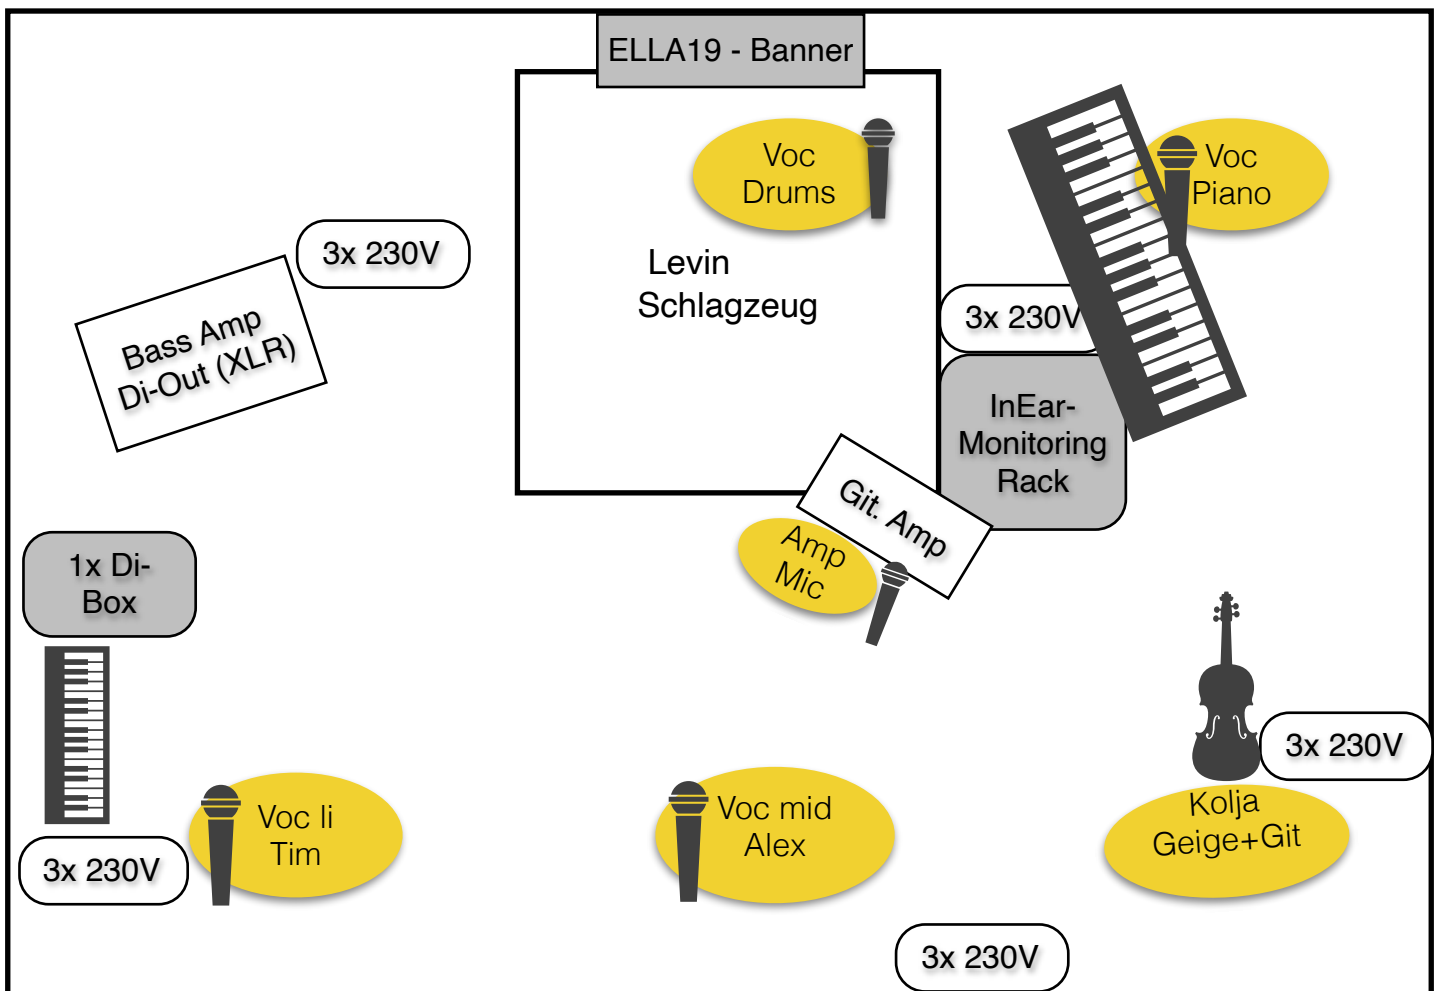 ELLA19 - Banner
Voc
Drums
Voc
Piano
3x 230V
Levin
Schlagzeug
3x 230V
Bass Amp
Di-Out (XLR)
InEar-
Monitoring
Rack
Git. Amp
Amp
Mic
1x Di-
Box
3x 230V
Kolja
Geige+Git
Voc li
Tim
Voc mid
Alex
3x 230V
3x 230V